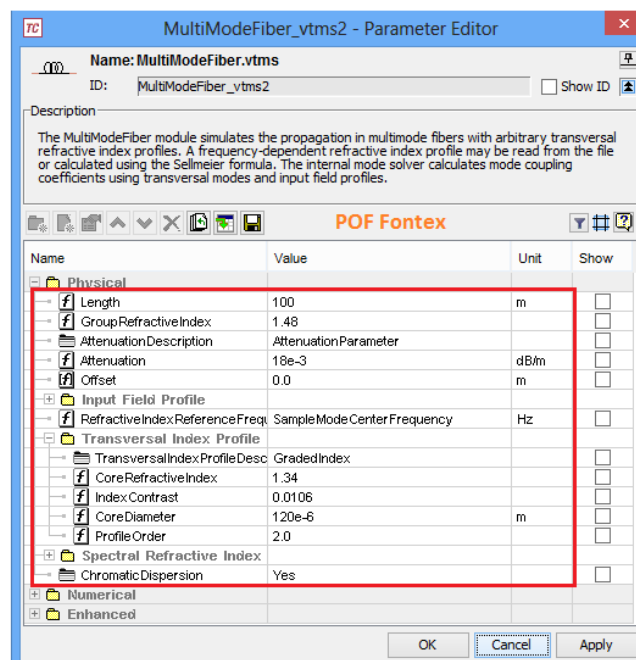 TC MultiModeFiber_vtms2 - Parameter Editor x
Name: MultiModeFiber.vtms
ID: MultiModeFiber_vtms2 Show ID
Description
The MultiModeFiber module simulates the propagation in multimode fibers with arbitrary transversal
refractive index profiles. A frequency-dependent refractive index profile may be read from the file
or calculated using the Sellmeier formula. The internal mode solver calculates mode coupling
coefficients using transversal modes and input field profiles.
POF Fontex
Name Value Unit Show
Physical
f Length 100 m
f GroupRefractiveIndex 1.48
AttenuationDescription AttenuationParameter
f Attenuation 18e-3 dB/m
f Offset 0.0 m
Input Field Profile
f RefractiveIndexReferenceFrequ SampleModeCenterFrequency Hz
Transversal Index Profile
TransversalIndexProfileDesc GradedIndex
f CoreRefractiveIndex 1.34
f IndexContrast 0.0106
f CoreDiameter 120e-6 m
f ProfileOrder 2.0
Spectral Refractive Index
ChromaticDispersion Yes
Numerical
Enhanced
OK Cancel Apply